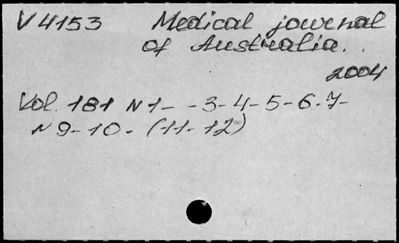 V 4153 Medical journal
of Australia.
2004
Vol. 181 N 1- -3-4-5-6-7-
N 9-10- (11-12)